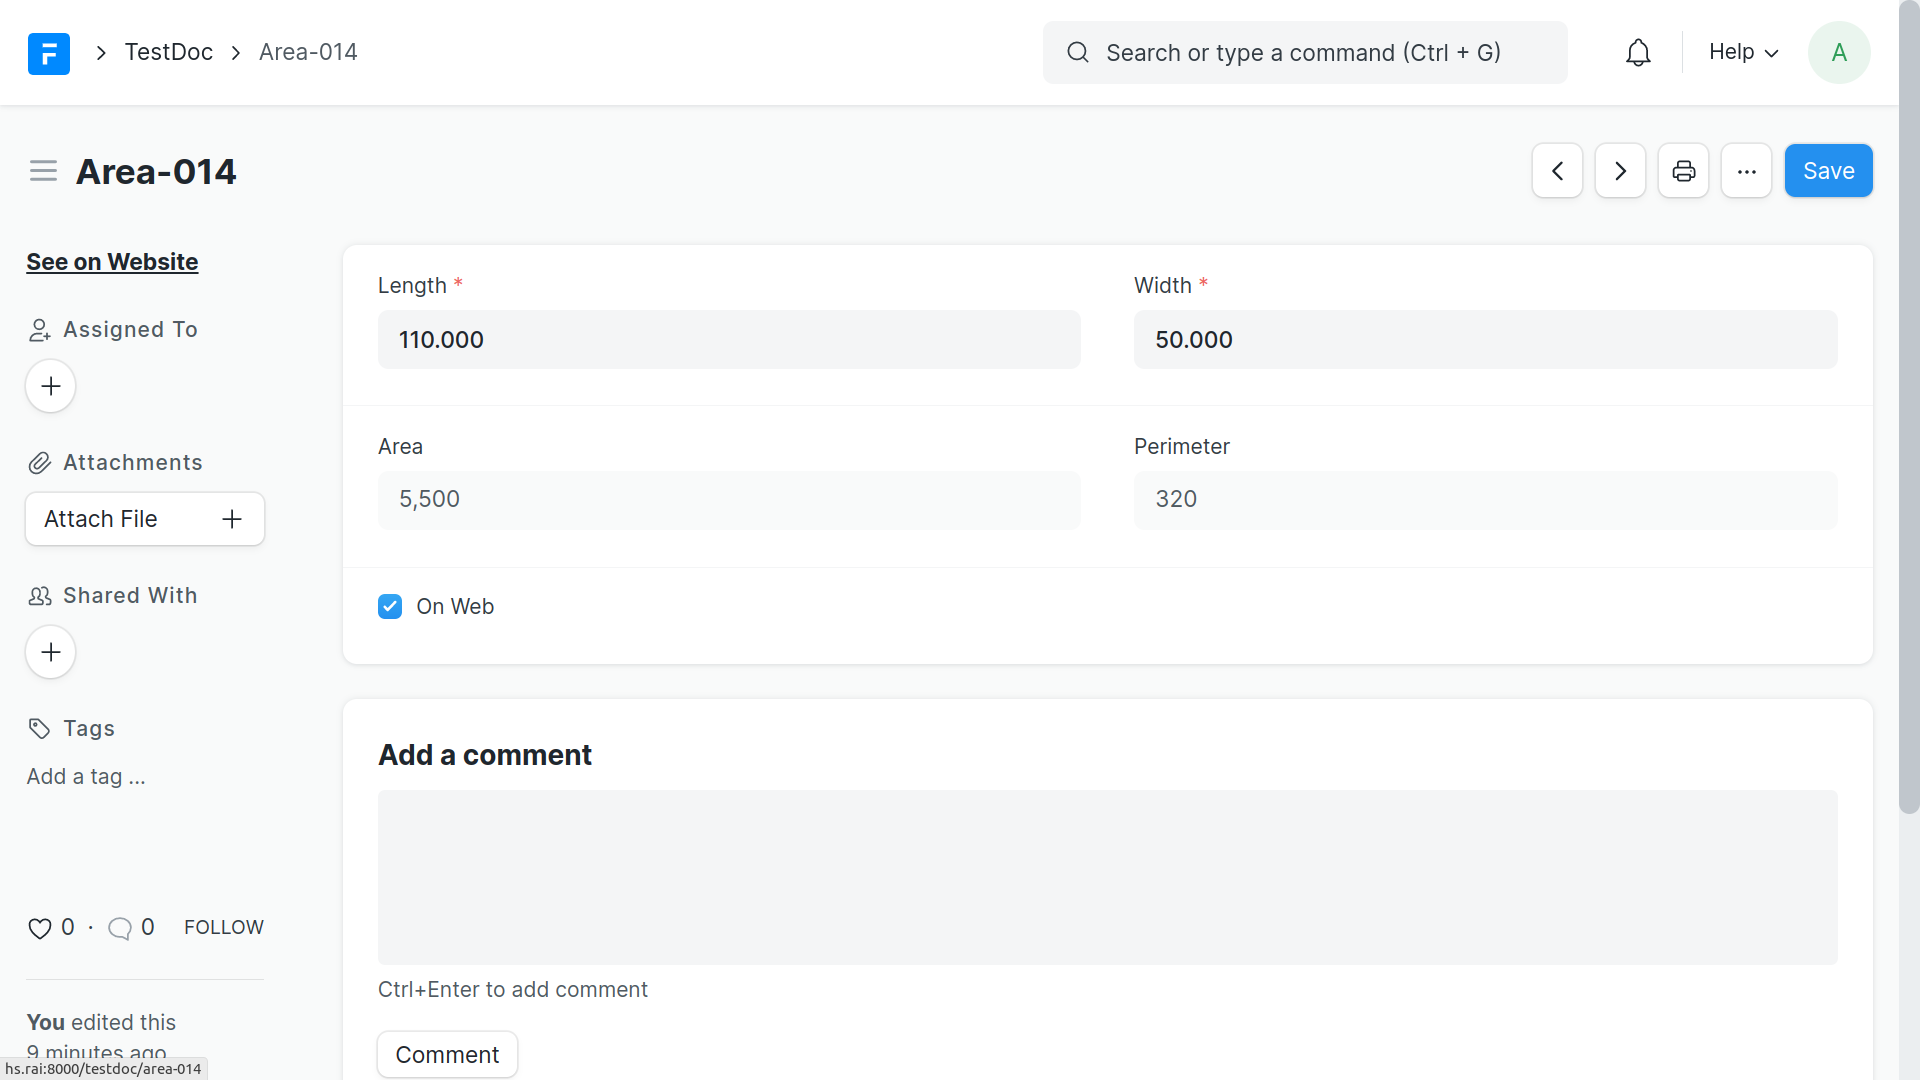 TestDoc
Area-014
Search or type a command (Ctrl + G)
Help
A
Area-014
Save
See on Website
Assigned To
Attachments
Attach File
Shared With
Tags
Add a tag ...
0 · 0 FOLLOW
You edited this
9 minutes ago
hs.rai:8000/testdoc/area-014
Length *
110.000
Width *
50.000
Area
5,500
Perimeter
320
On Web
Add a comment
Ctrl+Enter to add comment
Comment